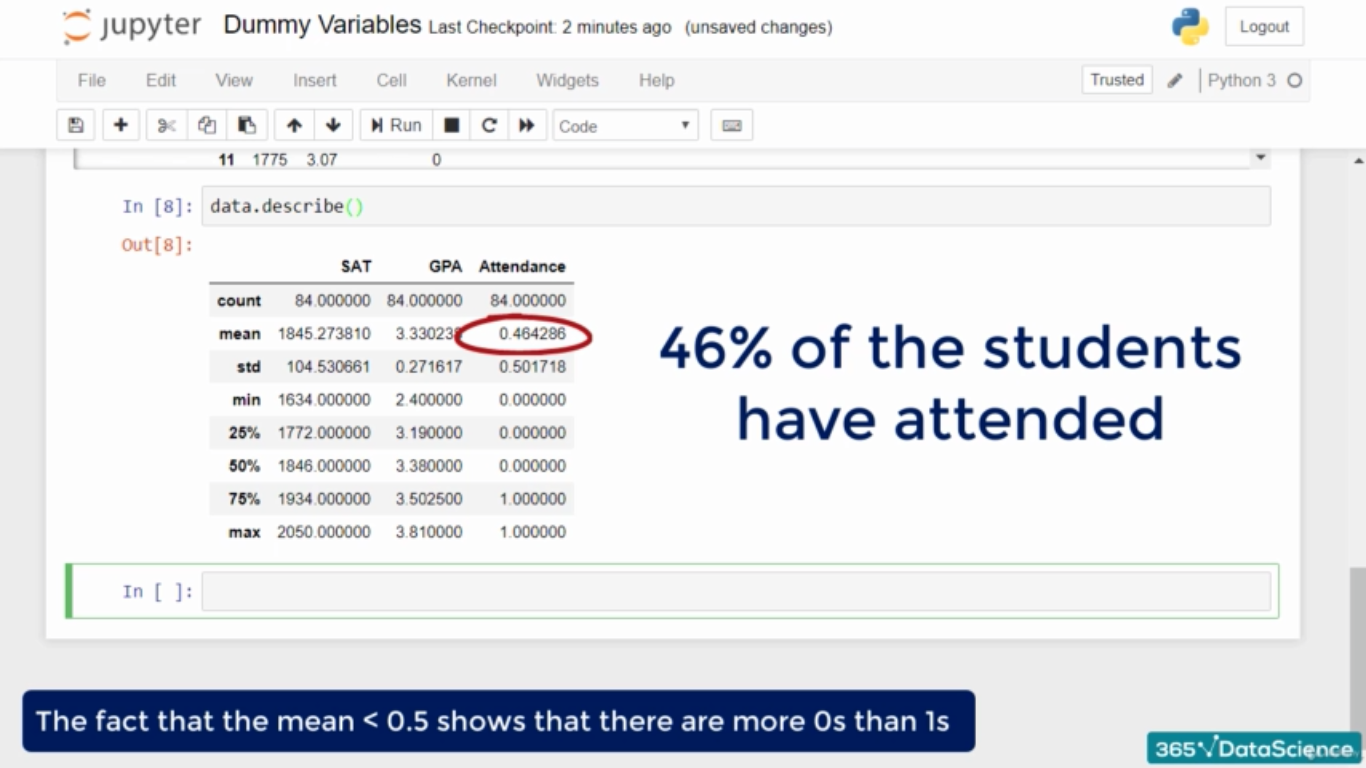 jupyter Dummy Variables Last Checkpoint: 2 minutes ago (unsaved changes) Logout
File Edit View Insert Cell Kernel Widgets Help Trusted Python 3
Run Code
11 1775 3.07 0
In [8]: data.describe()
Out[8]:
SAT GPA Attendance
count 84.000000 84.000000 84.000000
mean 1845.273810 3.330238 0.464286
std 104.530661 0.271617 0.501718
min 1634.000000 2.400000 0.000000
25% 1772.000000 3.190000 0.000000
50% 1846.000000 3.380000 0.000000
75% 1934.000000 3.502500 1.000000
max 2050.000000 3.810000 1.000000
46% of the students
have attended
In [ ]:
The fact that the mean < 0.5 shows that there are more 0s than 1s
365 DataScience